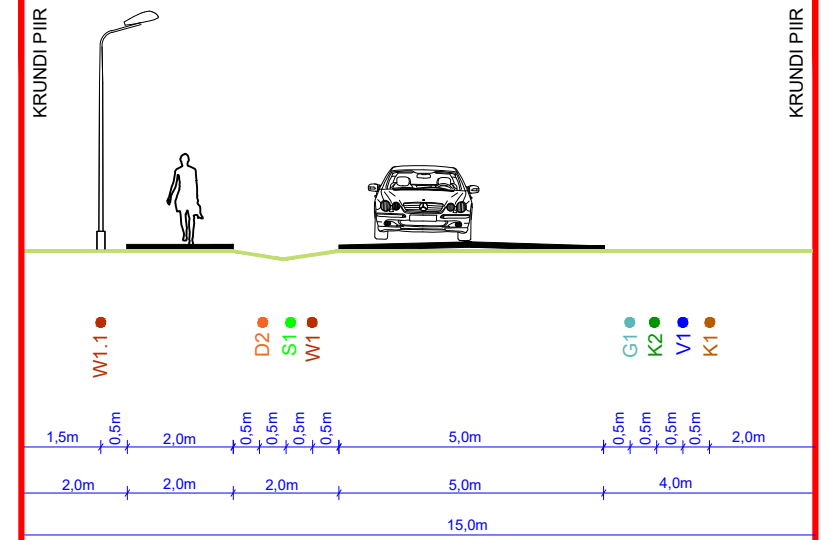 KRUNDI PIIR
KRUNDI PIIR
W1.1
D2
S1
W1
G1
K2
V1
K1
1,5m
0,5m
2,0m
0,5m
0,5m
0,5m
0,5m
5,0m
0,5m
0,5m
0,5m
0,5m
2,0m
2,0m
2,0m
2,0m
5,0m
4,0m
15,0m